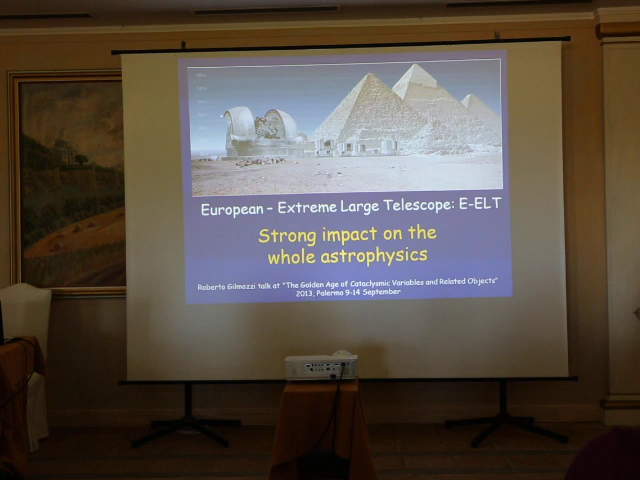 European - Extreme Large Telescope: E-ELT
Strong impact on the
whole astrophysics
Roberto Gilmozzi talk at "The Golden Age of Cataclysmic Variables and Related Objects"
2013, Palermo 9-14 September